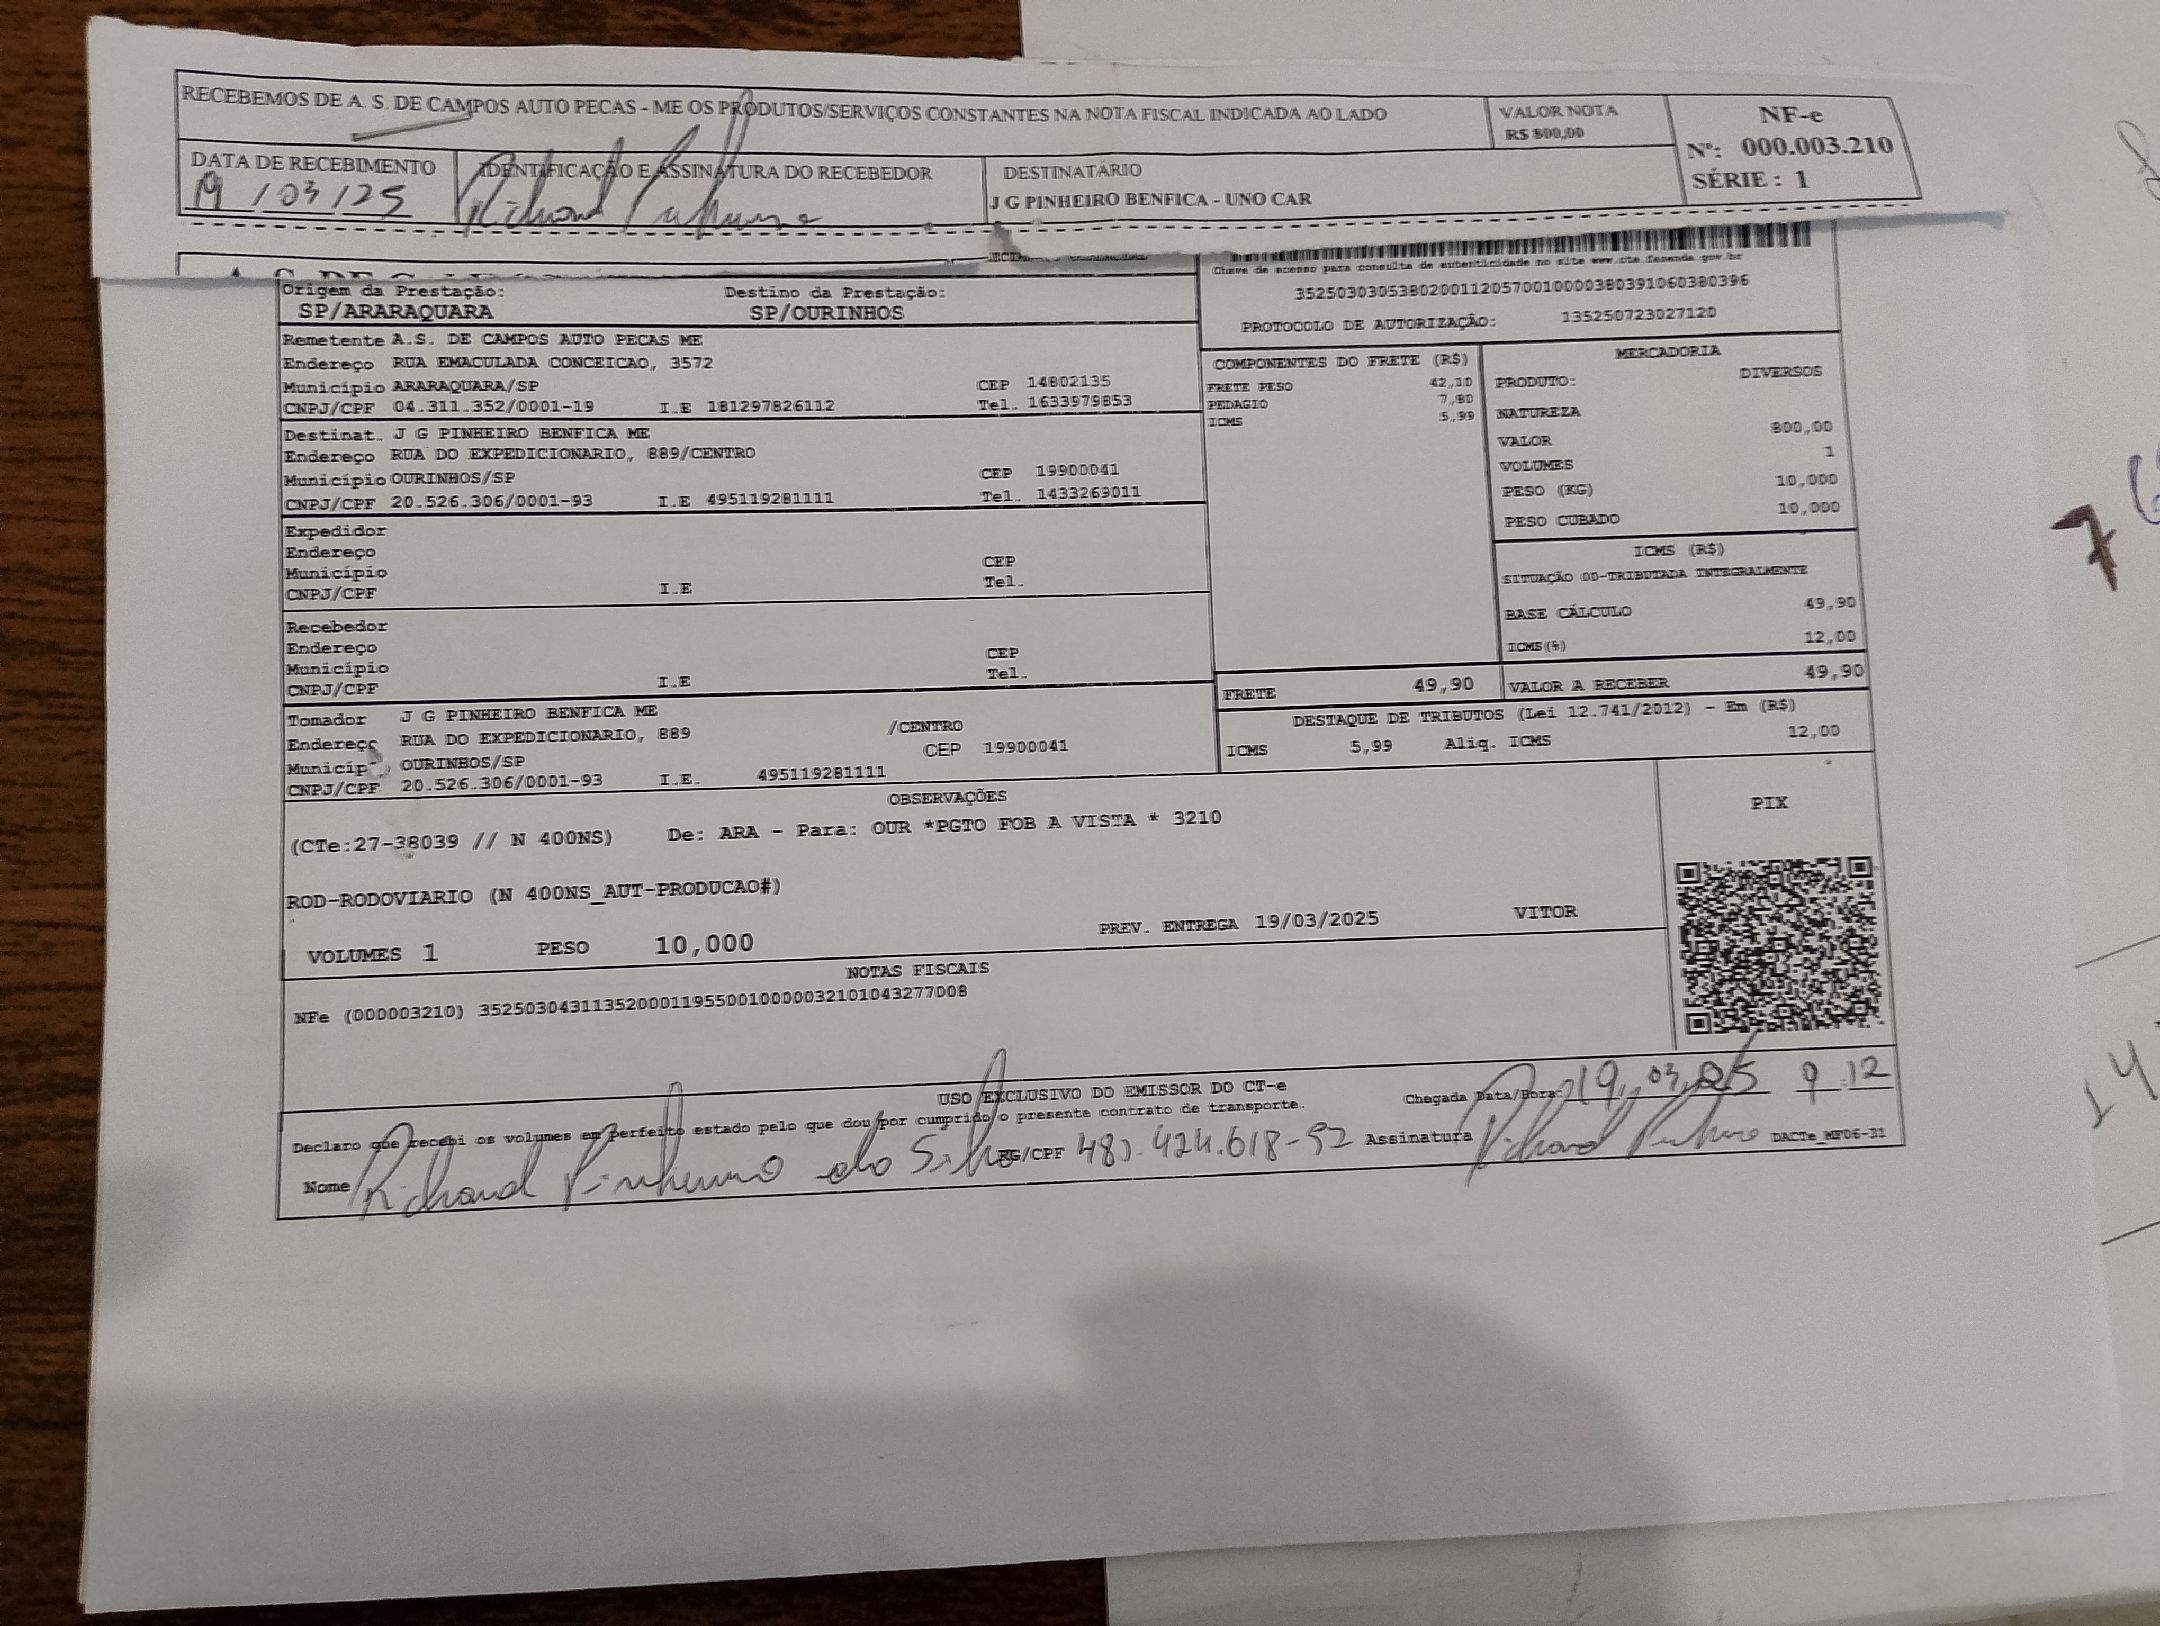 RECEBEMOS DE A. S. DE CAMPOS AUTO PECAS - ME OS PRODUTOS/SERVIÇOS CONSTANTES NA NOTA FISCAL INDICADA AO LADO
VALOR NOTA
R$ 800,00
NF-e
Nº: 000.003.210
SÉRIE : 1
DATA DE RECEBIMENTO
19/03/25
IDENTIFICAÇÃO E ASSINATURA DO RECEBEDOR
DESTINATÁRIO
J G PINHEIRO BENFICA - UNO CAR
Chave de acesso para consulta de autenticidade no site www.cte.fazenda.gov.br
35250303053802001120570010000380391060380396
PROTOCOLO DE AUTORIZAÇÃO: 135250723027120
Origem da Prestação: Destino da Prestação:
SP/ARARAQUARA SP/OURINHOS
Remetente A.S. DE CAMPOS AUTO PECAS ME
Endereço RUA EMACULADA CONCEICAO, 3572
Município ARARAQUARA/SP CEP 14802135
CNPJ/CPF 04.311.352/0001-19 I.E 181297826112 Tel. 1633979853
Destinat. J G PINHEIRO BENFICA ME
Endereço RUA DO EXPEDICIONARIO, 889/CENTRO
Município OURINHOS/SP CEP 19900041
CNPJ/CPF 20.526.306/0001-93 I.E 495119281111 Tel. 1433269011
Expedidor
Endereço
Município CEP
CNPJ/CPF I.E Tel.
Recebedor
Endereço
Município CEP
CNPJ/CPF I.E Tel.
Tomador J G PINHEIRO BENFICA ME
Endereço RUA DO EXPEDICIONARIO, 889 /CENTRO
Municíp OURINHOS/SP CEP 19900041
CNPJ/CPF 20.526.306/0001-93 I.E. 495119281111
COMPONENTES DO FRETE (R$)
FRETE PESO 42,10
PEDAGIO 7,80
ICMS 5,99
MERCADORIA
PRODUTO: DIVERSOS
NATUREZA
VALOR 800,00
VOLUMES 1
PESO (KG) 10,000
PESO CUBADO 10,000
ICMS (R$)
SITUAÇÃO 00-TRIBUTADA INTEGRALMENTE
BASE CÁLCULO 49,90
ICMS(%) 12,00
FRETE 49,90 VALOR A RECEBER 49,90
DESTAQUE DE TRIBUTOS (Lei 12.741/2012) - Em (R$)
ICMS 5,99 Aliq. ICMS 12,00
OBSERVAÇÕES
(CTe:27-38039 // N 400NS) De: ARA - Para: OUR *PGTO FOB A VISTA * 3210
ROD-RODOVIARIO (N 400NS_AUT-PRODUCAO#)
VOLUMES 1 PESO 10,000 PREV. ENTREGA 19/03/2025 VITOR
PIX
NOTAS FISCAIS
NFe (000003210) 35250304311352000119550010000032101043277008
USO EXCLUSIVO DO EMISSOR DO CT-e
Declaro que recebi os volumes em perfeito estado pelo que dou por cumprido o presente contrato de transporte.
Chegada Data/Hora: 19 03 25 9 12
Nome Richard Pinheiro da Silva RG/CPF Assinatura DACTe_MF06-31
7
14